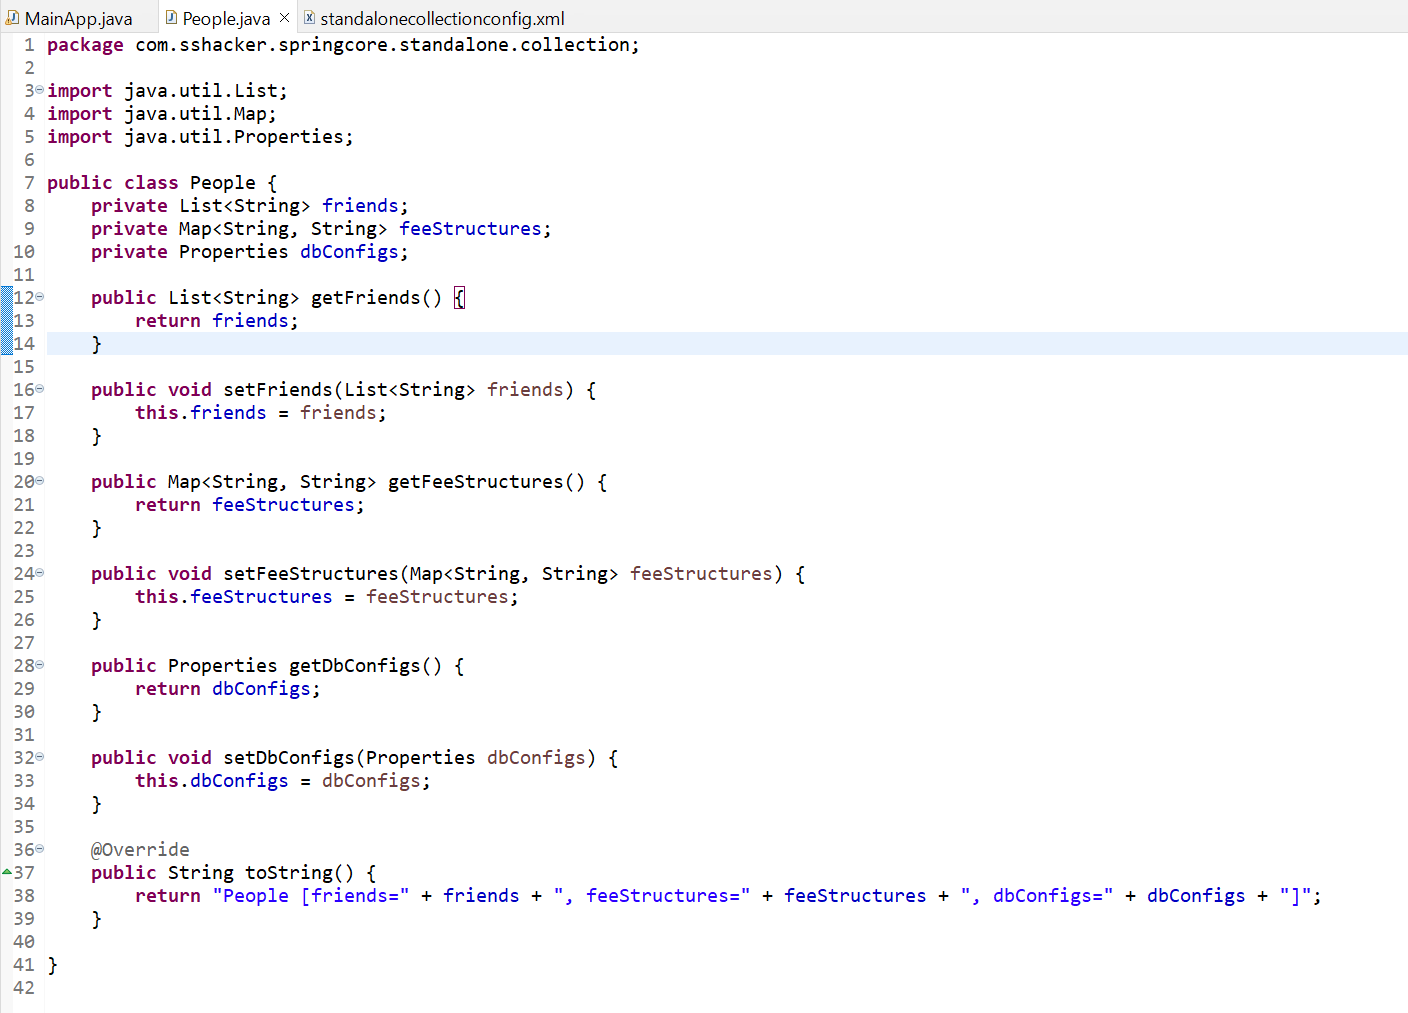 MainApp.java People.java standalonecollectionconfig.xml
1 package com.sshacker.springcore.standalone.collection;
2
3 import java.util.List;
4 import java.util.Map;
5 import java.util.Properties;
6
7 public class People {
8     private List<String> friends;
9     private Map<String, String> feeStructures;
10     private Properties dbConfigs;
11
12     public List<String> getFriends() {
13         return friends;
14     }
15
16     public void setFriends(List<String> friends) {
17         this.friends = friends;
18     }
19
20     public Map<String, String> getFeeStructures() {
21         return feeStructures;
22     }
23
24     public void setFeeStructures(Map<String, String> feeStructures) {
25         this.feeStructures = feeStructures;
26     }
27
28     public Properties getDbConfigs() {
29         return dbConfigs;
30     }
31
32     public void setDbConfigs(Properties dbConfigs) {
33         this.dbConfigs = dbConfigs;
34     }
35
36     @Override
37     public String toString() {
38         return "People [friends=" + friends + ", feeStructures=" + feeStructures + ", dbConfigs=" + dbConfigs + "]";
39     }
40
41 }
42